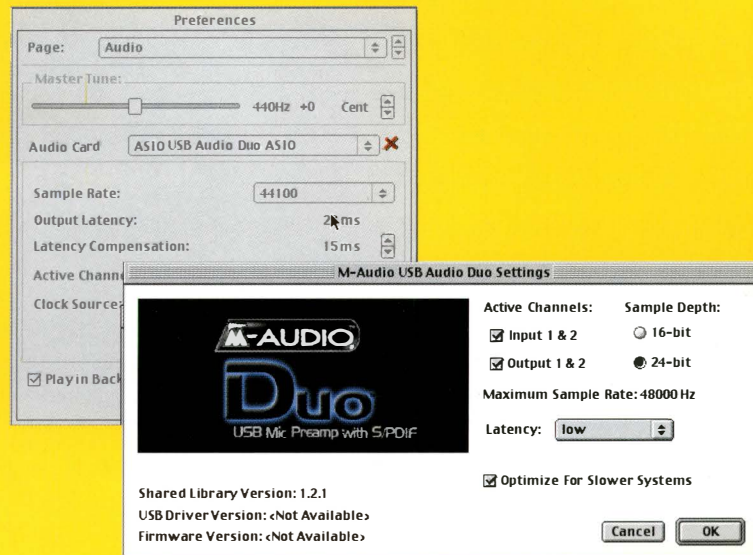 Preferences
Page: Audio
Master Tune:
440Hz +0 Cent
Audio Card ASIO USB Audio Duo ASIO
Sample Rate: 44100
Output Latency: ms
Latency Compensation: 15ms
Active
Clock Source:
Play in Back
M-Audio USB Audio Duo Settings
M-AUDIO
Duo
USB Mic Preamp with S/PDIF
Active Channels: Sample Depth:
Input 1 & 2 16-bit
Output 1 & 2 24-bit
Maximum Sample Rate: 48000 Hz
Latency: low
Optimize For Slower Systems
Shared Library Version: 1.2.1
USB Driver Version: <Not Available>
Firmware Version: <Not Available>
Cancel OK